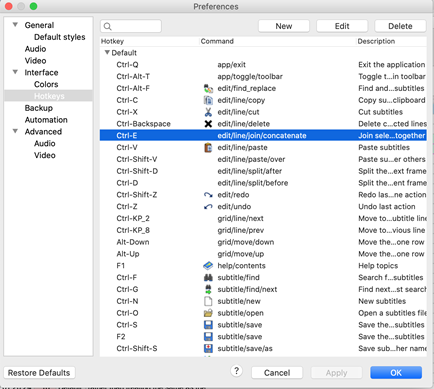 Preferences
General
Default styles
Audio
Video
Interface
Colors
Hotkeys
Backup
Automation
Advanced
Audio
Video
New Edit Delete
Hotkey Command Description
Default
Ctrl-Q app/exit Exit the application
Ctrl-Alt-T app/toggle/toolbar Toggle t...in toolbar
Ctrl-Alt-F edit/find_replace Find and...subtitles
Ctrl-C edit/line/copy Copy su...clipboard
Ctrl-X edit/line/cut Cut subtitles
Ctrl-Backspace edit/line/delete Delete c...cted lines
Ctrl-E edit/line/join/concatenate Join sele...together
Ctrl-V edit/line/paste Paste subtitles
Ctrl-Shift-V edit/line/paste/over Paste su...er others
Ctrl-Shift-D edit/line/split/after Split the...ext frame
Ctrl-D edit/line/split/before Split the...ent frame
Ctrl-Shift-Z edit/redo Redo las...ne action
Ctrl-Z edit/undo Undo last action
Ctrl-KP_2 grid/line/next Move to...ubtitle line
Ctrl-KP_8 grid/line/prev Move to...vious line
Alt-Down grid/move/down Move the...one row
Alt-Up grid/move/up Move the...one row
F1 help/contents Help topics
Ctrl-F subtitle/find Search f...subtitles
Ctrl-G subtitle/find/next Find next...st search
Ctrl-N subtitle/new New subtitles
Ctrl-O subtitle/open Open a subtitles file
Ctrl-S subtitle/save Save the...subtitles
F2 subtitle/save Save the...subtitles
Ctrl-Shift-S subtitle/save/as Save sub...her name
Restore Defaults ? Cancel Apply OK